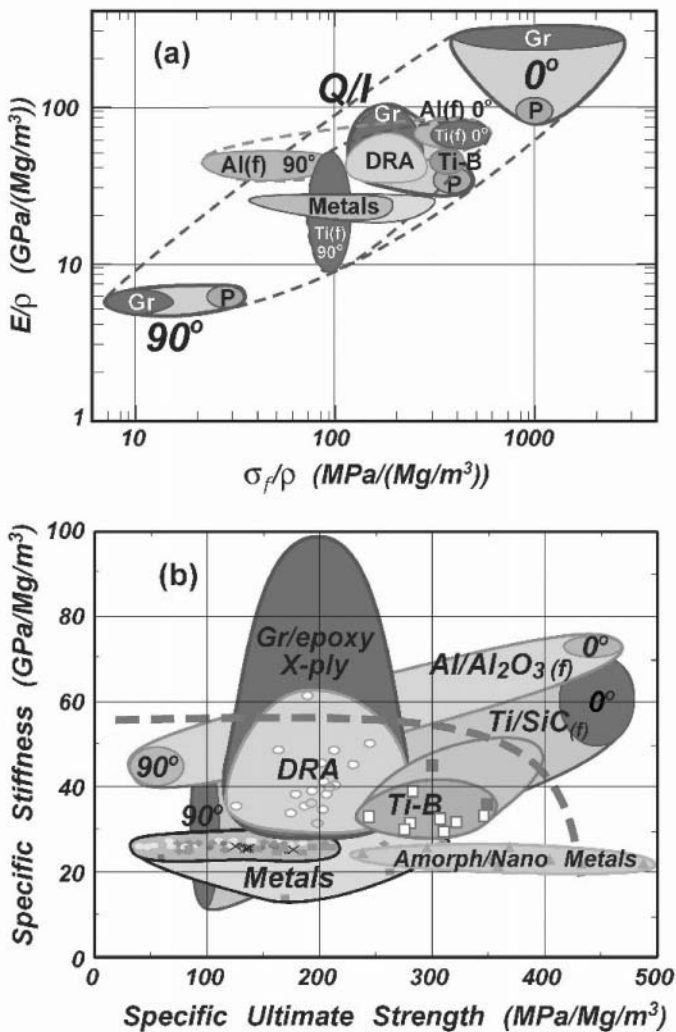 (a)
Gr
0°
P
Q/I
Gr
Al(f) 0°
Ti(f) 0°
Al(f) 90°
DRA
Ti-B
P
Metals
Ti(f)
90°
Gr
P
90°
100
10
1
E/ρ (GPa/(Mg/m³))
10
100
1000
σf/ρ (MPa/(Mg/m³))
(b)
100
80
60
40
20
0
Specific Stiffness (GPa/Mg/m³)
Gr/epoxy
X-ply
Al/Al₂O₃ (f)
0°
Ti/SiC(f)
0°
90°
DRA
Ti-B
90°
Metals
Amorph/Nano Metals
0
100
200
300
400
500
Specific Ultimate Strength (MPa/Mg/m³)